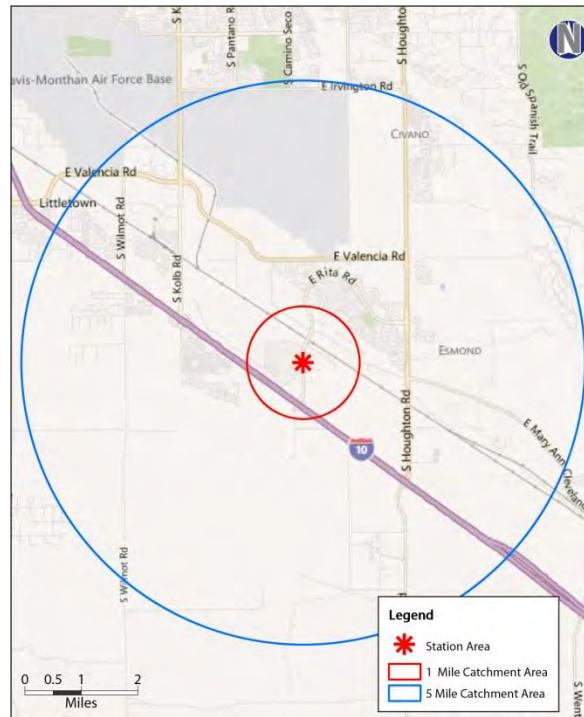 S K
S Pantano R
S Camino Seco
S Houghton
N
avis-Monthan Air Force Base
E Irvington Rd
S Old Spanish Trail
CIVANO
E Valencia Rd
Littletown
S Wilmot Rd
E Valencia Rd
S Kolb Rd
E Rita Rd
ESMOND
S Houghton Rd
E Mary Ann Cleveland
10
S Wilmot Rd
d
Legend
Station Area
1 Mile Catchment Area
5 Mile Catchment Area
0 0.5 1 2
Miles
S Went